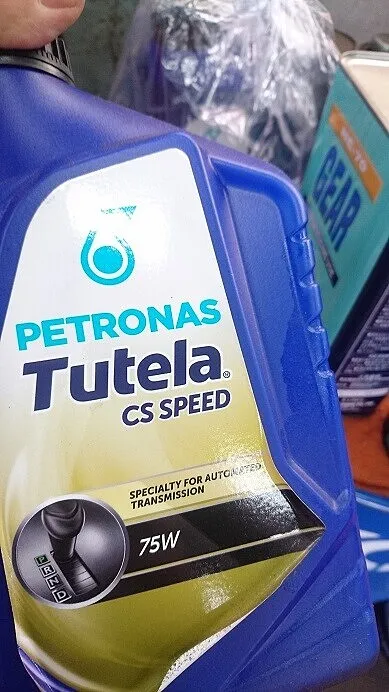 PETRONAS
Tutela®
CS SPEED
SPECIALTY FOR AUTOMATED
TRANSMISSION
75W
R
N
D
GEAR